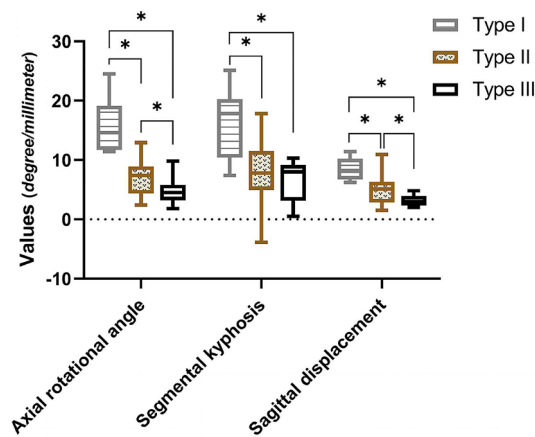 Type I
Type II
Type III
* * *
* * *
* * *
Values (degree/millimeter)
30
20
10
0
-10
Axial rotational angle
Segmental kyphosis
Sagittal displacement